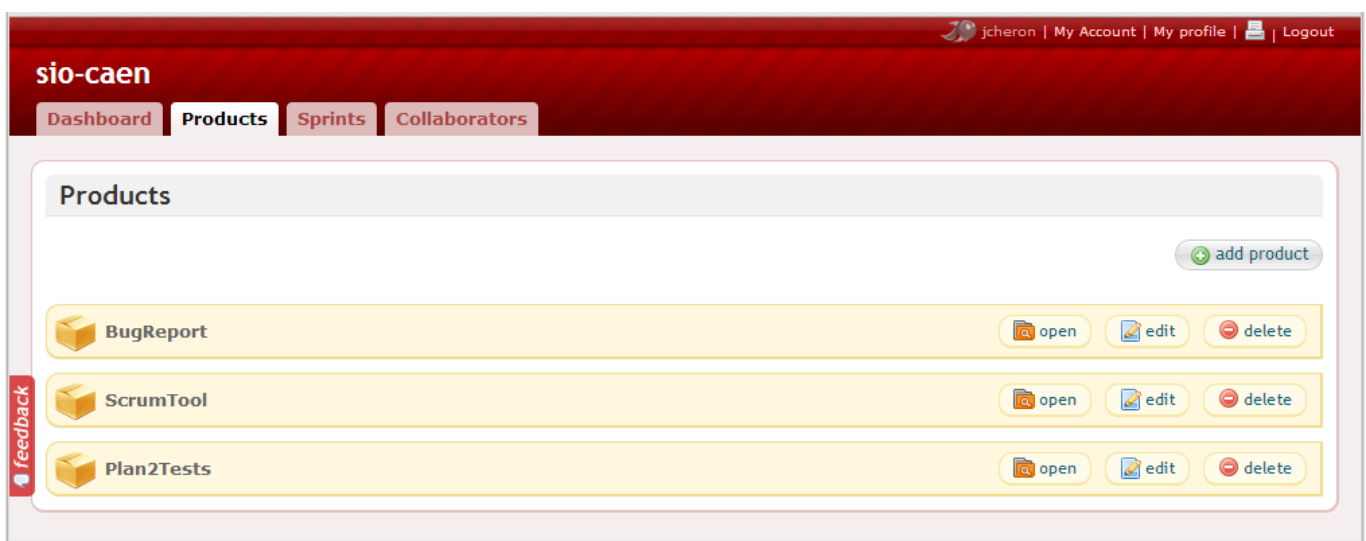 jcheron | My Account | My profile | | Logout
sio-caen
Dashboard Products Sprints Collaborators
Products
add product
BugReport open edit delete
feedback
ScrumTool open edit delete
Plan2Tests open edit delete